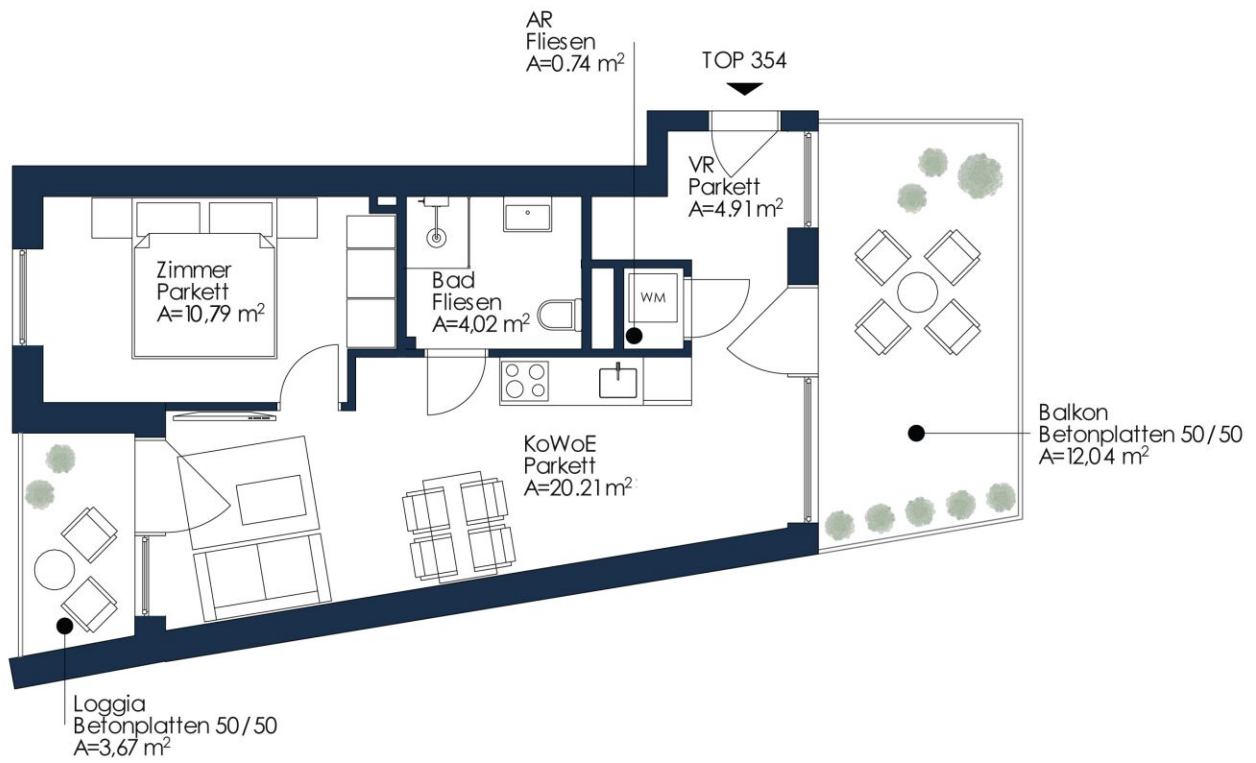 AR
Fliesen
A=0.74 m²
TOP 354
VR
Parkett
A=4.91 m²
Zimmer
Parkett
A=10,79 m²
Bad
Fliesen
A=4,02 m²
WM
KoWoE
Parkett
A=20.21 m²
Balkon
Betonplatten 50/50
A=12,04 m²
Loggia
Betonplatten 50/50
A=3,67 m²